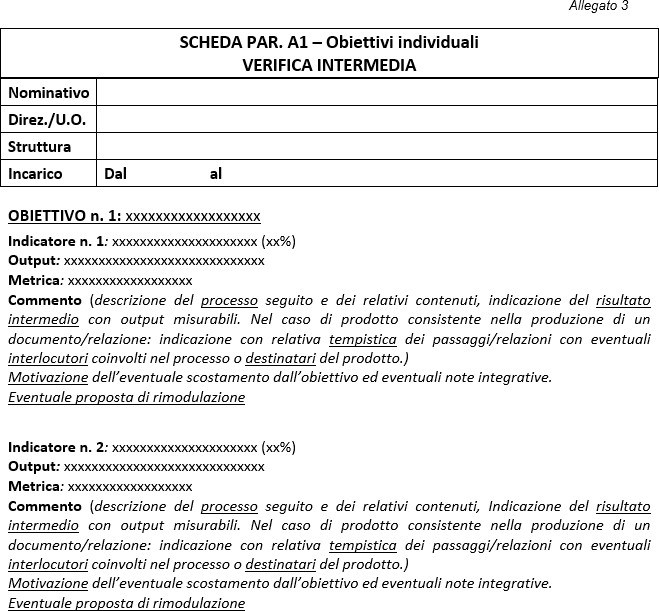 Allegato 3
SCHEDA PAR. A1 – Obiettivi individuali
VERIFICA INTERMEDIA
Nominativo
Direz./U.O.
Struttura
Incarico Dal al
OBIETTIVO n. 1: xxxxxxxxxxxxxxxxxx
Indicatore n. 1: xxxxxxxxxxxxxxxxxxxxx (xx%)
Output: xxxxxxxxxxxxxxxxxxxxxxxxxxxxx
Metrica: xxxxxxxxxxxxxxxxxx
Commento (descrizione del processo seguito e dei relativi contenuti, indicazione del risultato
intermedio con output misurabili. Nel caso di prodotto consistente nella produzione di un
documento/relazione: indicazione con relativa tempistica dei passaggi/relazioni con eventuali
interlocutori coinvolti nel processo o destinatari del prodotto.)
Motivazione dell'eventuale scostamento dall'obiettivo ed eventuali note integrative.
Eventuale proposta di rimodulazione
Indicatore n. 2: xxxxxxxxxxxxxxxxxxxxx (xx%)
Output: xxxxxxxxxxxxxxxxxxxxxxxxxxxxx
Metrica: xxxxxxxxxxxxxxxxxx
Commento (descrizione del processo seguito e dei relativi contenuti, Indicazione del risultato
intermedio con output misurabili. Nel caso di prodotto consistente nella produzione di un
documento/relazione: indicazione con relativa tempistica dei passaggi/relazioni con eventuali
interlocutori coinvolti nel processo o destinatari del prodotto.)
Motivazione dell'eventuale scostamento dall'obiettivo ed eventuali note integrative.
Eventuale proposta di rimodulazione